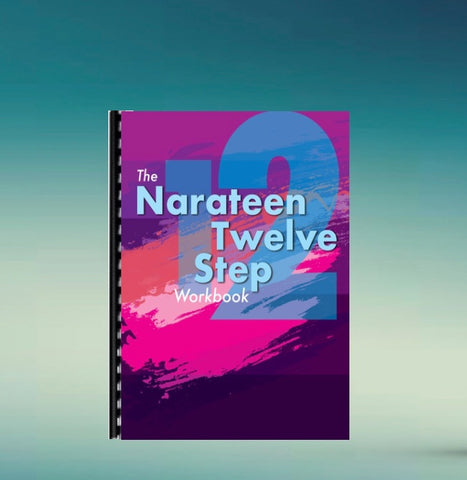 12
The
Narateen
Twelve
Step
Workbook